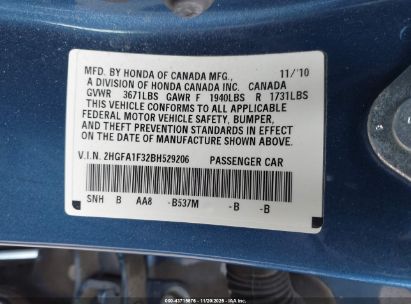 MFD. BY HONDA OF CANADA MFG., 11/'10
A DIVISION OF HONDA CANADA INC. CANADA
GVWR 3671LBS GAWR F 1940LBS R 1731LBS
THIS VEHICLE CONFORMS TO ALL APPLICABLE
FEDERAL MOTOR VEHICLE SAFETY, BUMPER,
AND THEFT PREVENTION STANDARDS IN EFFECT
ON THE DATE OF MANUFACTURE SHOWN ABOVE.
V.I.N. 2HGFA1F32BH529206 PASSENGER CAR
SNH B AA8 -B537M -B -B